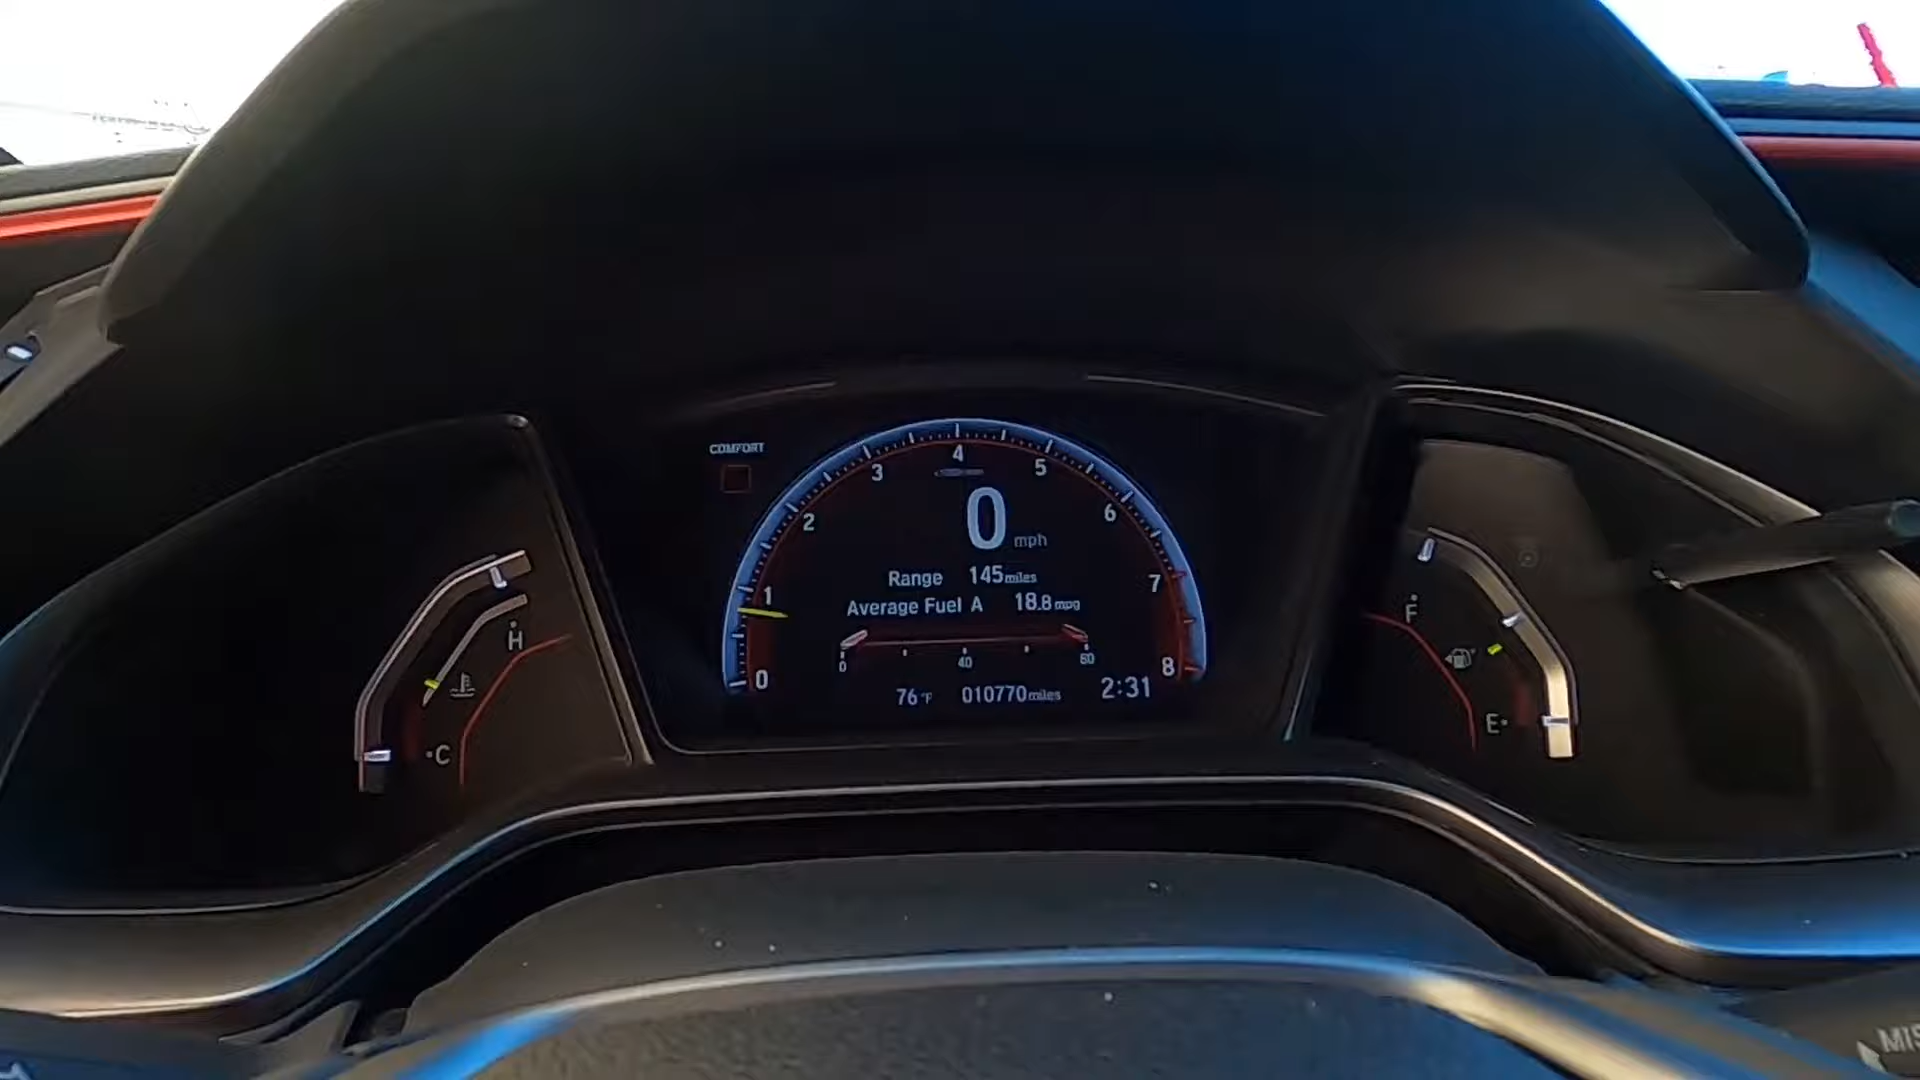 COMFORT
0 1 2 3 4 5 6 7 8
0 mph
Range 145 miles
Average Fuel A 18.8 mpg
0 40 80
76 °F 010770 miles 2:31
H
C
F
E